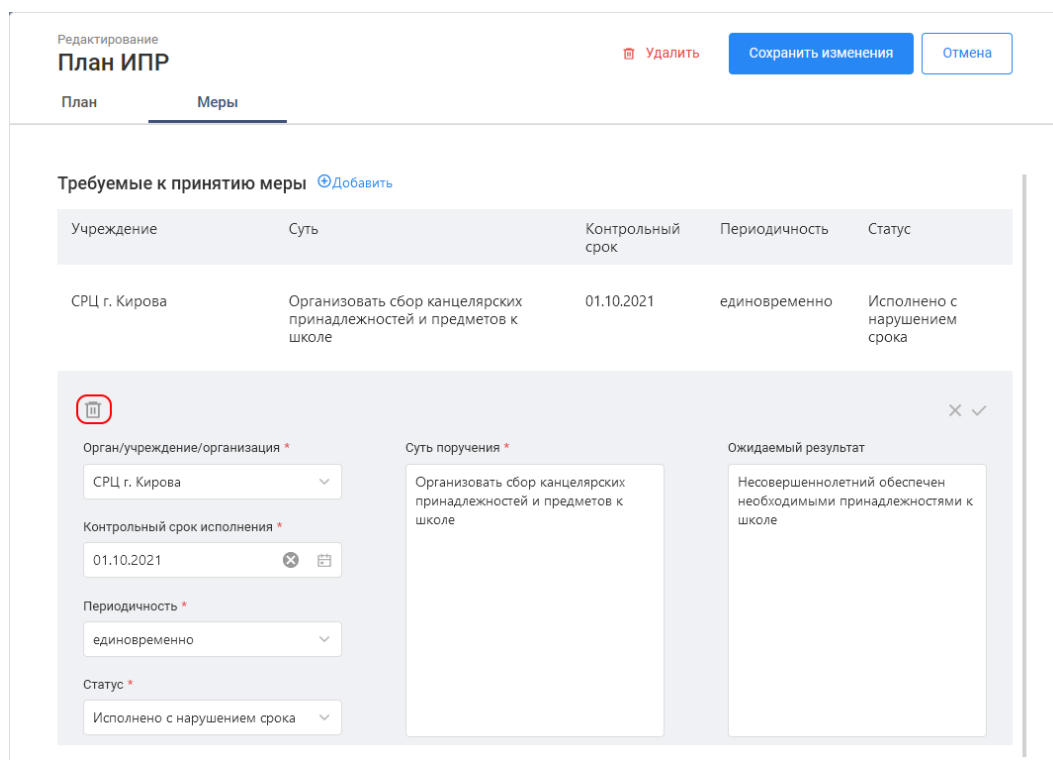 Редактирование
План ИПР
Удалить
Сохранить изменения
Отмена
План
Меры
Требуемые к принятию меры
Добавить
Учреждение
Суть
Контрольный
срок
Периодичность
Статус
СРЦ г. Кирова
Организовать сбор канцелярских
принадлежностей и предметов к
школе
01.10.2021
единовременно
Исполнено с
нарушением
срока
Орган/учреждение/организация *
СРЦ г. Кирова
Контрольный срок исполнения *
01.10.2021
Периодичность *
единовременно
Статус *
Исполнено с нарушением срока
Суть поручения *
Организовать сбор канцелярских
принадлежностей и предметов к
школе
Ожидаемый результат
Несовершеннолетний обеспечен
необходимыми принадлежностями к
школе